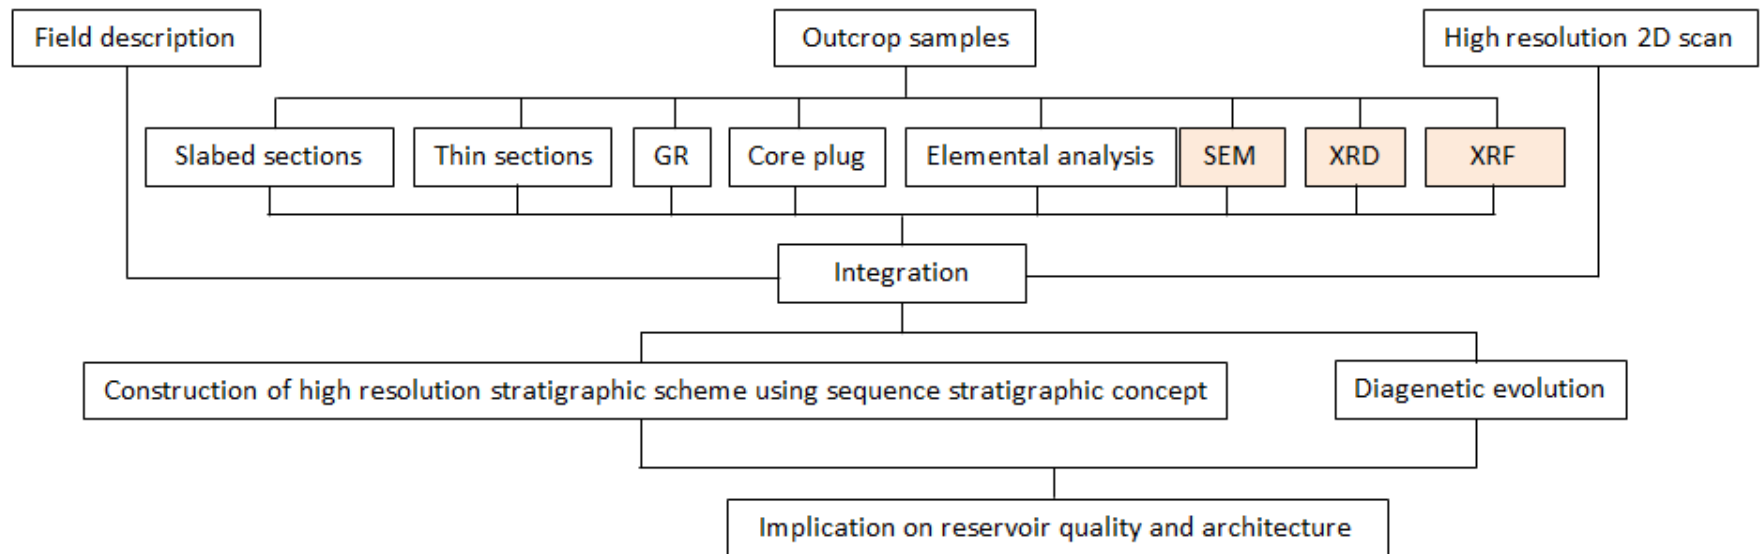 Field description
Outcrop samples
High resolution 2D scan
Slabed sections
Thin sections
GR
Core plug
Elemental analysis
SEM
XRD
XRF
Integration
Construction of high resolution stratigraphic scheme using sequence stratigraphic concept
Diagenetic evolution
Implication on reservoir quality and architecture